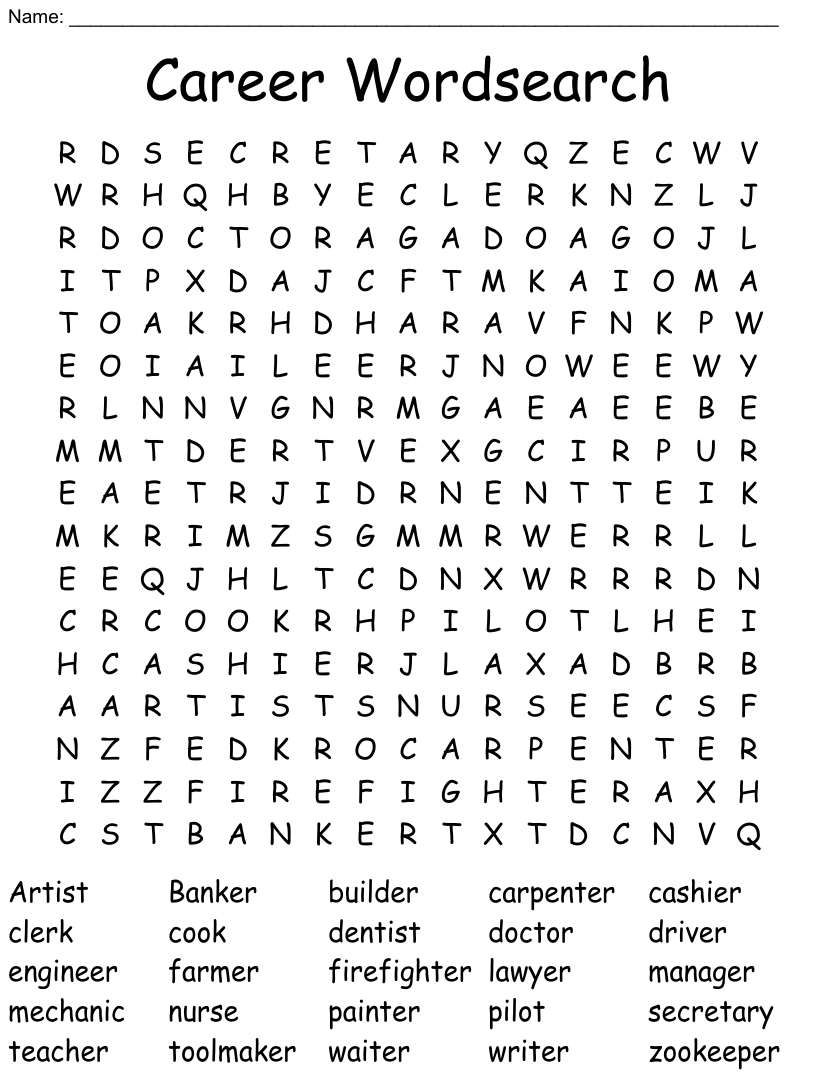 Name: ______________________________________________________________________
Career Wordsearch
R D S E C R E T A R Y Q Z E C W V
W R H Q H B Y E C L E R K N Z L J
R D O C T O R A G A D O A G O J L
I T P X D A J C F T M K A I O M A
T O A K R H D H A R A V F N K P W
E O I A I L E E R J N O W E E W Y
R L N N V G N R M G A E A E E B E
M M T D E R T V E X G C I R P U R
E A E T R J I D R N E N T T E I K
M K R I M Z S G M M R W E R R L L
E E Q J H L T C D N X W R R R D N
C R C O O K R H P I L O T L H E I
H C A S H I E R J L A X A D B R B
A A R T I S T S N U R S E E C S F
N Z F E D K R O C A R P E N T E R
I Z Z F I R E F I G H T E R A X H
C S T B A N K E R T X T D C N V Q
Artist Banker builder carpenter cashier
clerk cook dentist doctor driver
engineer farmer firefighter lawyer manager
mechanic nurse painter pilot secretary
teacher toolmaker waiter writer zookeeper